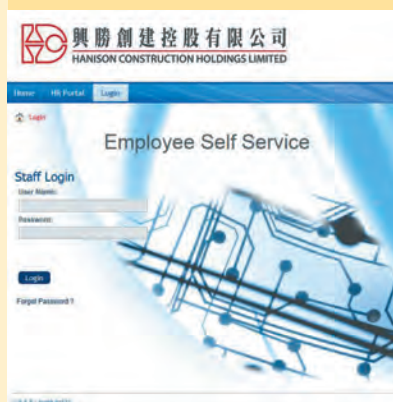 興勝創建控股有限公司
HANISON CONSTRUCTION HOLDINGS LIMITED
Home HR Portal Login
Login
Employee Self Service
Staff Login
User Name:
Password:
Login
Forgot Password ?